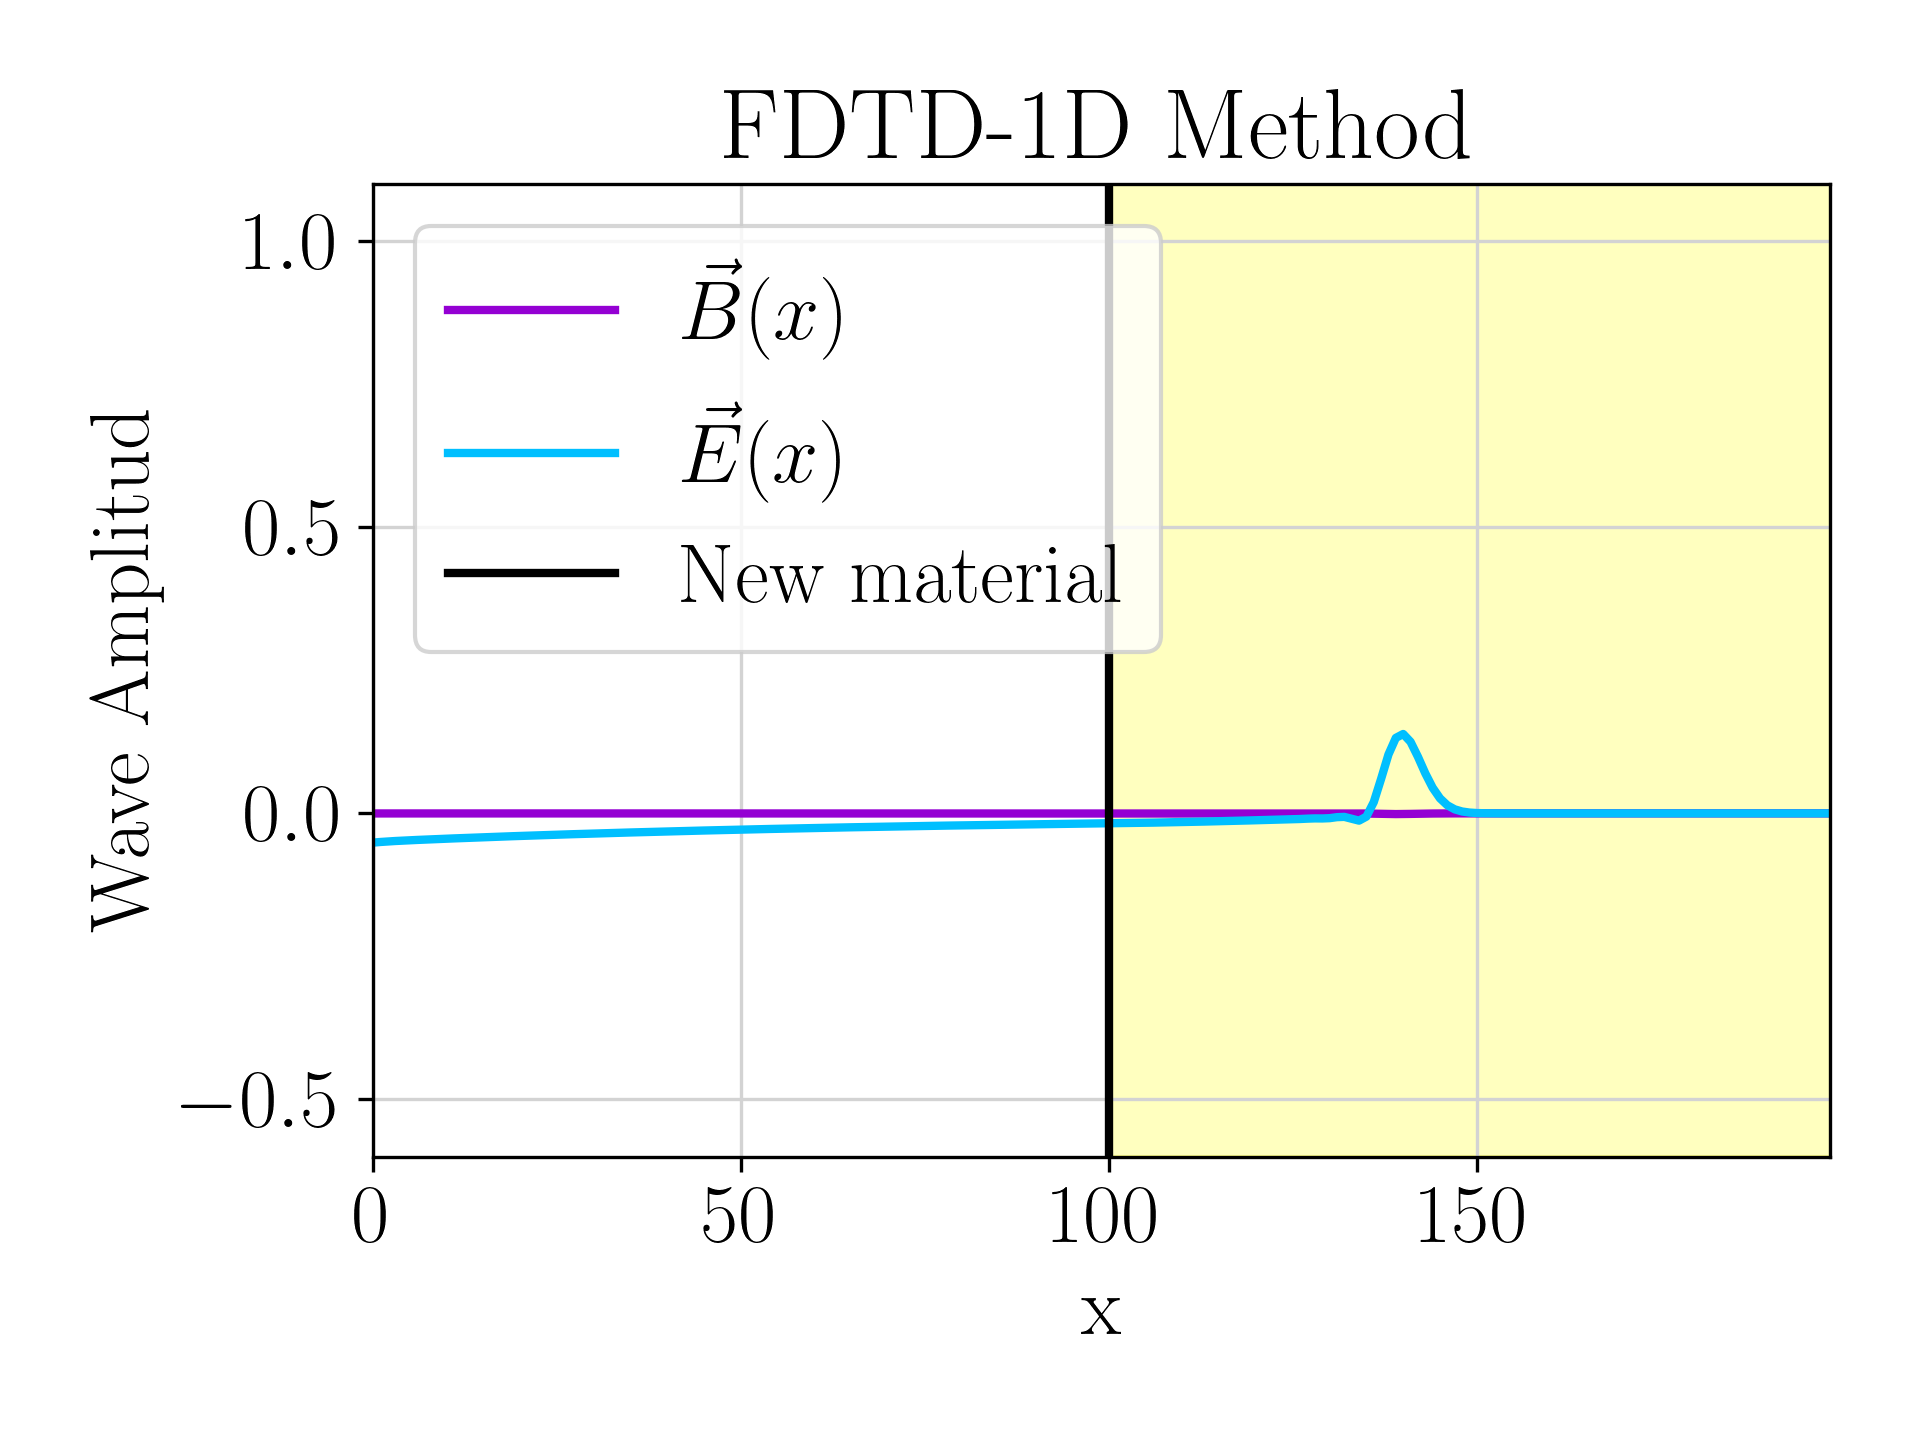 FDTD-1D Method
1.0
0.5
0.0
−0.5
Wave Amplitud
B⃗(x)
E⃗(x)
New material
0 50 100 150
x